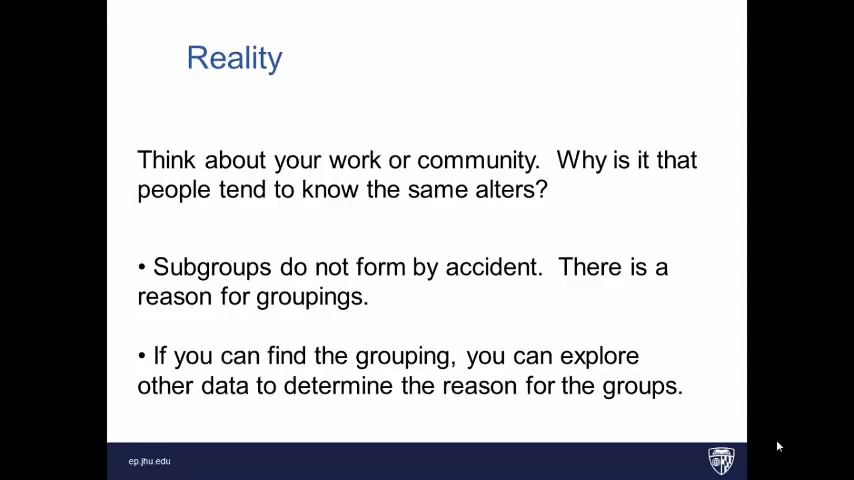 Reality
Think about your work or community.  Why is it that
people tend to know the same alters?
• Subgroups do not form by accident.  There is a
reason for groupings.
• If you can find the grouping, you can explore
other data to determine the reason for the groups.
ep.jhu.edu